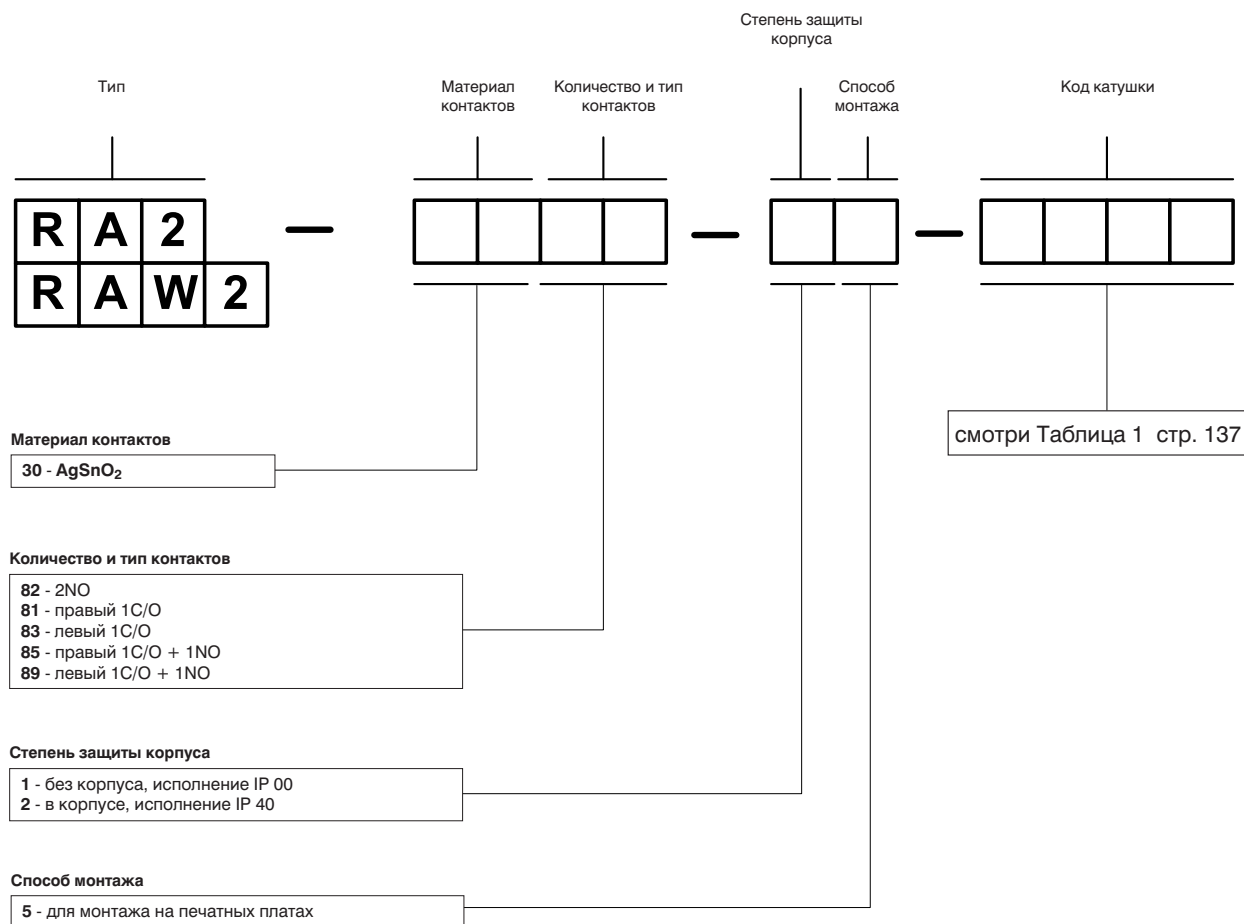 Степень защиты
корпуса
Тип
Материал
контактов
Количество и тип
контактов
Способ
монтажа
Код катушки
R A 2
R A W 2
— — —
смотри Таблица 1 стр. 137
Материал контактов
30 - AgSnO₂
Количество и тип контактов
82 - 2NO
81 - правый 1C/O
83 - левый 1C/O
85 - правый 1C/O + 1NO
89 - левый 1C/O + 1NO
Степень защиты корпуса
1 - без корпуса, исполнение IP 00
2 - в корпусе, исполнение IP 40
Способ монтажа
5 - для монтажа на печатных платах